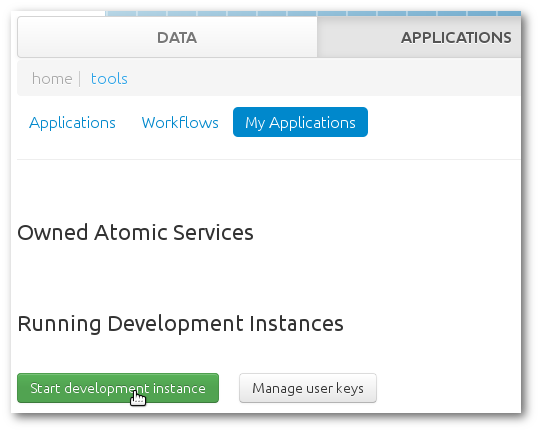 DATA APPLICATIONS
home | tools
Applications Workflows My Applications
Owned Atomic Services
Running Development Instances
Start development instance Manage user keys